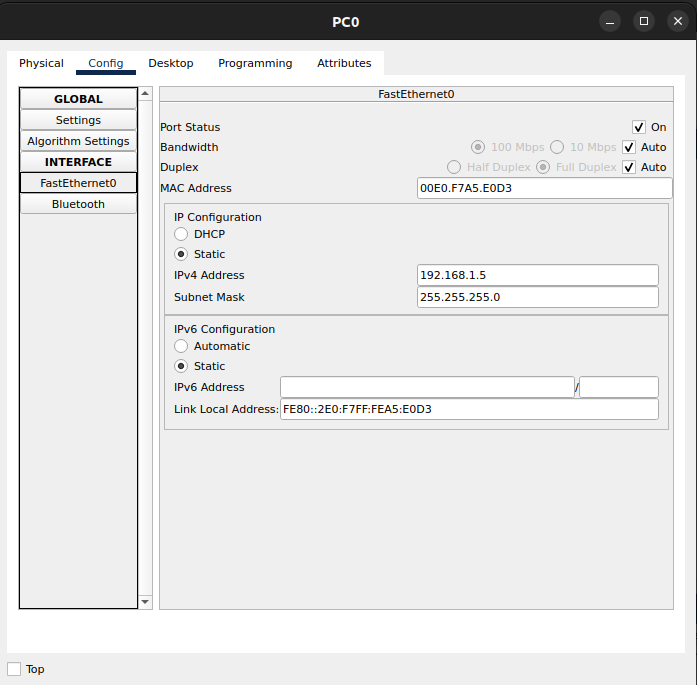 PC0
Physical Config Desktop Programming Attributes
GLOBAL
Settings
Algorithm Settings
INTERFACE
FastEthernet0
Bluetooth
FastEthernet0
Port Status On
Bandwidth 100 Mbps 10 Mbps Auto
Duplex Half Duplex Full Duplex Auto
MAC Address 00E0.F7A5.E0D3
IP Configuration
DHCP
Static
IPv4 Address 192.168.1.5
Subnet Mask 255.255.255.0
IPv6 Configuration
Automatic
Static
IPv6 Address /
Link Local Address: FE80::2E0:F7FF:FEA5:E0D3
Top